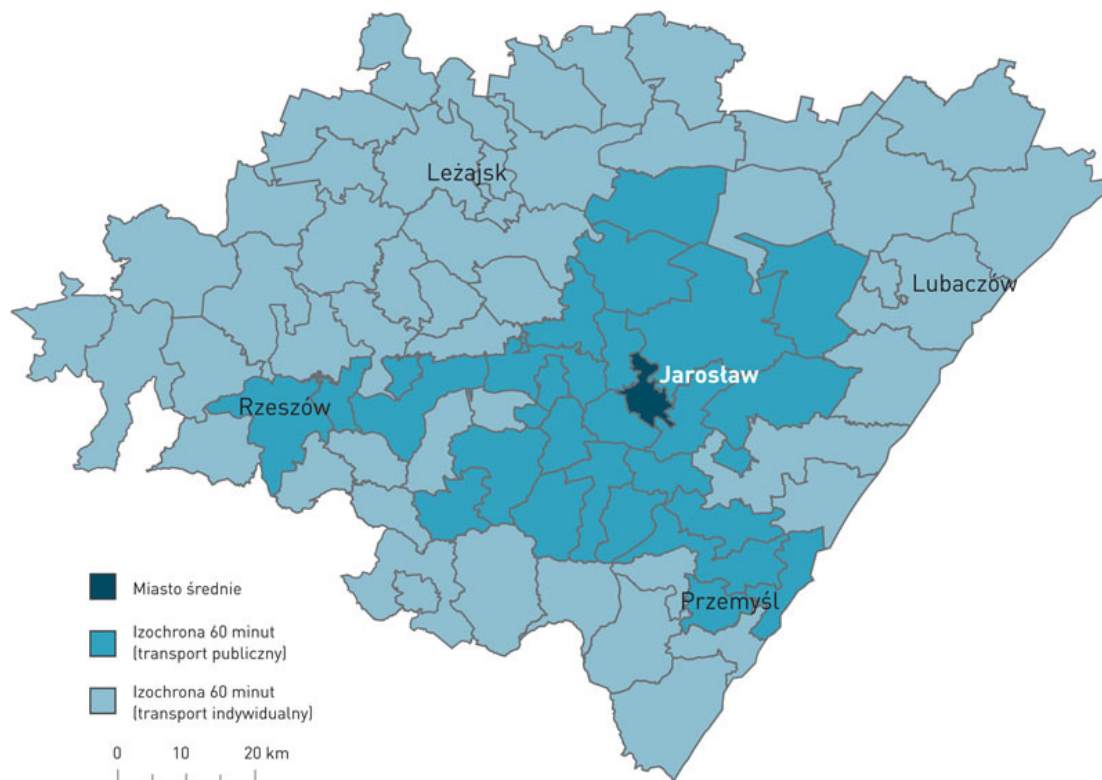 Leżajsk
Lubaczów
Jarosław
Rzeszów
Przemyśl
Miasto średnie
Izochrona 60 minut
(transport publiczny)
Izochrona 60 minut
(transport indywidualny)
0 10 20 km